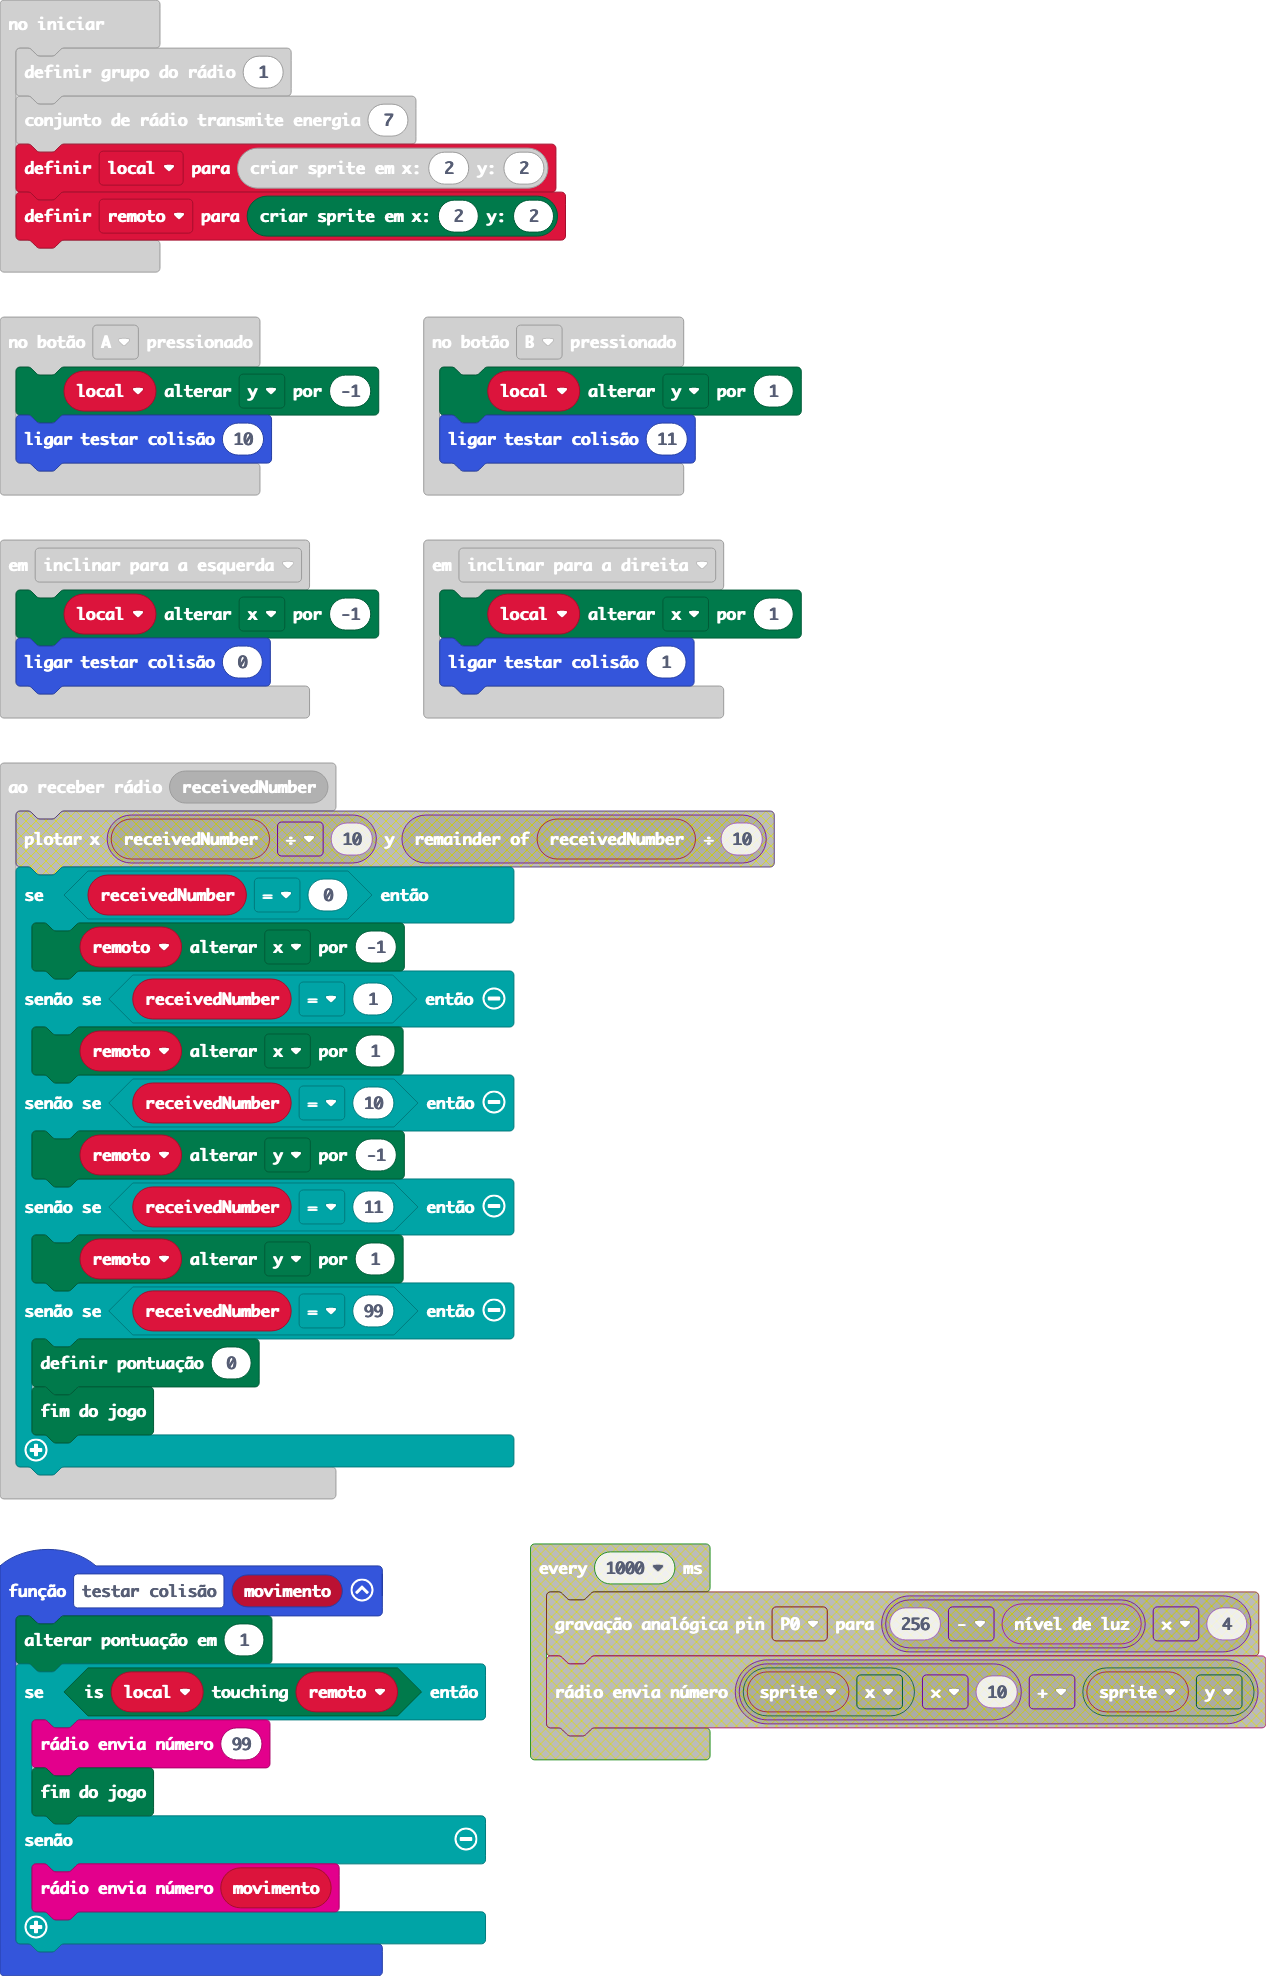 no iniciar
definir grupo do rádio 1
conjunto de rádio transmite energia 7
definir local para criar sprite em x: 2 y: 2
definir remoto para criar sprite em x: 2 y: 2
no botão A pressionado
local alterar y por -1
ligar testar colisão 10
no botão B pressionado
local alterar y por 1
ligar testar colisão 11
em inclinar para a esquerda
local alterar x por -1
ligar testar colisão 0
em inclinar para a direita
local alterar x por 1
ligar testar colisão 1
ao receber rádio receivedNumber
plotar x receivedNumber ÷ 10 y remainder of receivedNumber ÷ 10
se receivedNumber = 0 então
remoto alterar x por -1
senão se receivedNumber = 1 então
remoto alterar x por 1
senão se receivedNumber = 10 então
remoto alterar y por -1
senão se receivedNumber = 11 então
remoto alterar y por 1
senão se receivedNumber = 99 então
definir pontuação 0
fim do jogo
função testar colisão movimento
alterar pontuação em 1
se is local touching remoto então
rádio envia número 99
fim do jogo
senão
rádio envia número movimento
every 1000 ms
gravação analógica pin P0 para 256 - nível de luz x 4
rádio envia número sprite x x 10 + sprite y